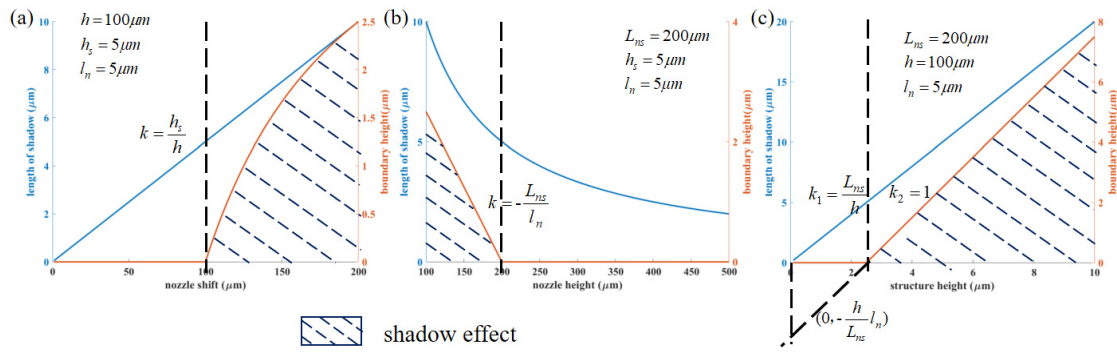 (a)
h = 100μm
h_s = 5μm
l_n = 5μm
k = h_s/h
length of shadow (μm)
0 2 4 6 8 10
boundary height(μm)
0 0.5 1 1.5 2 2.5
0 50 100 150 200
nozzle shift (μm)
(b)
L_ns = 200μm
h_s = 5μm
l_n = 5μm
k = -L_ns/l_n
length of shadow (μm)
0 5 10
boundary height(μm)
0 2 4
100 150 200 250 300 350 400 450 500
nozzle height (μm)
(c)
L_ns = 200μm
h = 100μm
l_n = 5μm
k_1 = L_ns/h
k_2 = 1
length of shadow (μm)
0 5 10 15 20
boundary height(μm)
0 2 4 6 8
0 2 4 6 8 10
structure height (μm)
(0, -h/L_ns l_n)
shadow effect